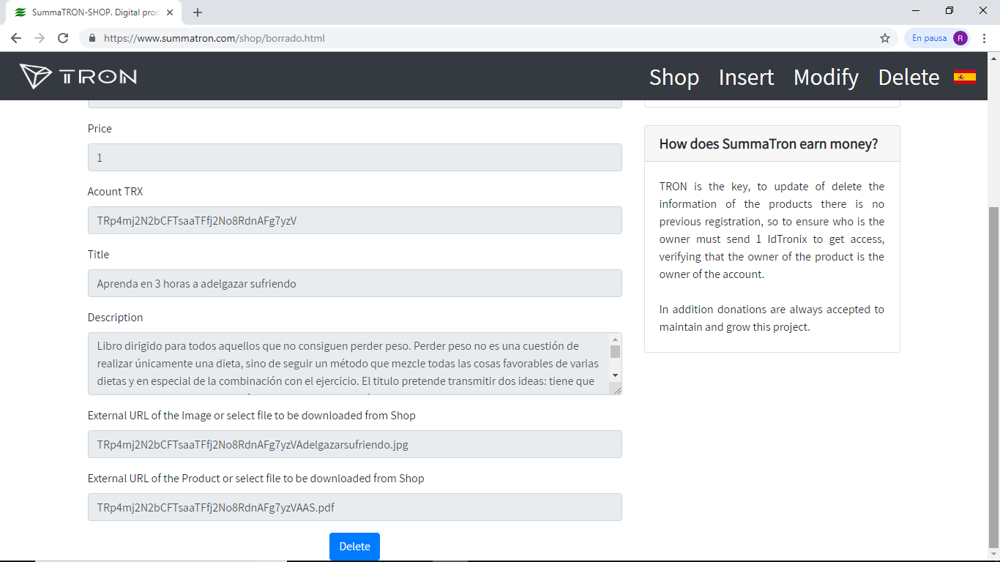 SummaTRON-SHOP. Digital proc
https://www.summatron.com/shop/borrado.html
En pausa
R
TRON
Shop Insert Modify Delete
Price
1
Acount TRX
TRp4mj2N2bCFTsaaTFfj2No8RdnAFg7yzV
Title
Aprenda en 3 horas a adelgazar sufriendo
Description
Libro dirigido para todos aquellos que no consiguen perder peso. Perder peso no es una cuestión de
realizar únicamente una dieta, sino de seguir un método que mezcle todas las cosas favorables de varias
dietas y en especial de la combinación con el ejercicio. El titulo pretende transmitir dos ideas: tiene que
External URL of the Image or select file to be downloaded from Shop
TRp4mj2N2bCFTsaaTFfj2No8RdnAFg7yzVAdelgazarsufriendo.jpg
External URL of the Product or select file to be downloaded from Shop
TRp4mj2N2bCFTsaaTFfj2No8RdnAFg7yzVAAS.pdf
Delete
How does SummaTron earn money?
TRON is the key, to update of delete the
information of the products there is no
previous registration, so to ensure who is the
owner must send 1 IdTronix to get access,
verifying that the owner of the product is the
owner of the account.
In addition donations are always accepted to
maintain and grow this project.